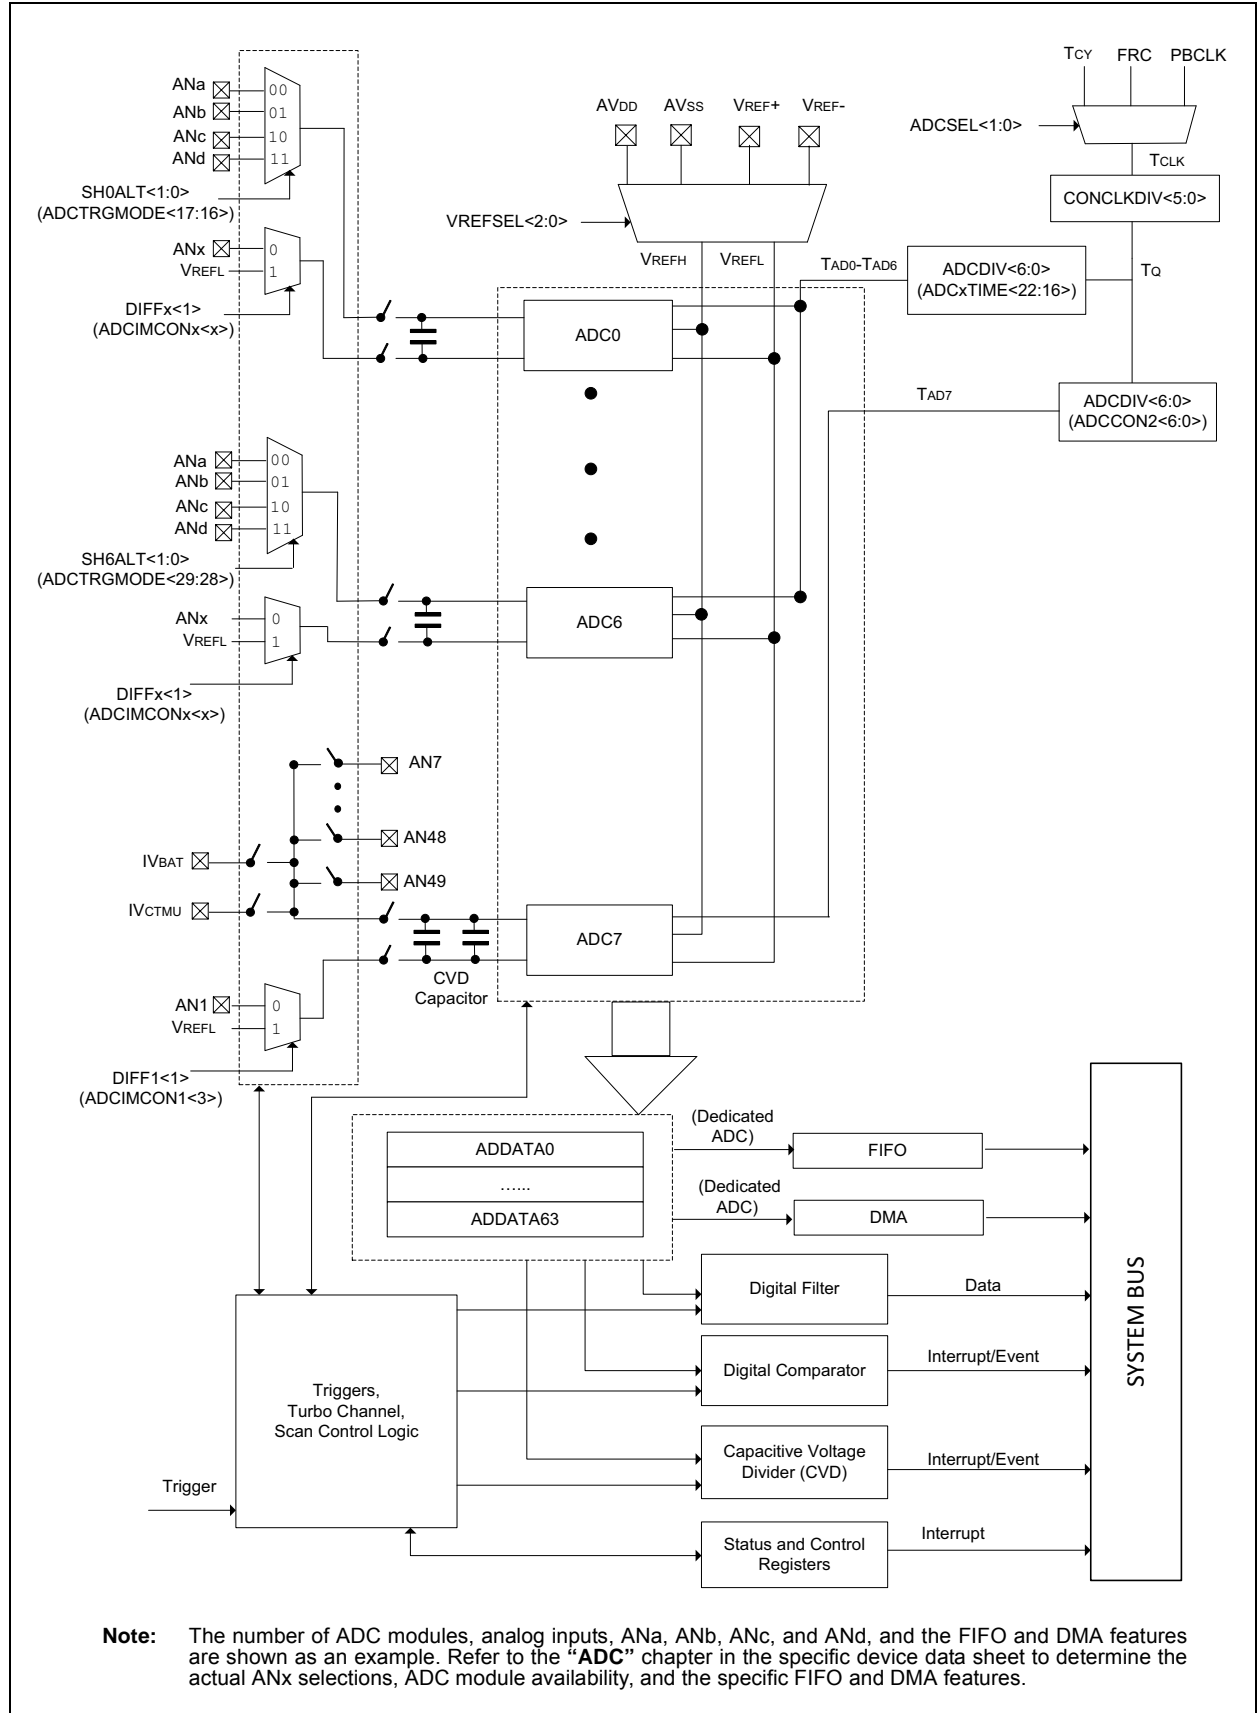 TCY FRC PBCLK
ADCSEL<1:0>
TCLK
CONCLKDIV<5:0>
TQ
AVDD AVSS VREF+ VREF-
VREFSEL<2:0>
VREFH VREFL
TAD0-TAD6
ADCDIV<6:0>
(ADCxTIME<22:16>)
TAD7
ADCDIV<6:0>
(ADCCON2<6:0>)
ANa 00
ANb 01
ANc 10
ANd 11
SH0ALT<1:0>
(ADCTRGMODE<17:16>)
ANx 0
VREFL 1
DIFFx<1>
(ADCIMCONx<x>)
ADC0
ANa 00
ANb 01
ANc 10
ANd 11
SH6ALT<1:0>
(ADCTRGMODE<29:28>)
ANx 0
VREFL 1
DIFFx<1>
(ADCIMCONx<x>)
ADC6
AN7
AN48
IVBAT
AN49
IVCTMU
ADC7
CVD
Capacitor
AN1 0
VREFL 1
DIFF1<1>
(ADCIMCON1<3>)
ADDATA0
…...
ADDATA63
(Dedicated
ADC)
FIFO
(Dedicated
ADC)
DMA
Digital Filter
Data
Digital Comparator
Interrupt/Event
Capacitive Voltage
Divider (CVD)
Interrupt/Event
Status and Control
Registers
Interrupt
SYSTEM BUS
Triggers,
Turbo Channel,
Scan Control Logic
Trigger
Note: The number of ADC modules, analog inputs, ANa, ANb, ANc, and ANd, and the FIFO and DMA features
are shown as an example. Refer to the “ADC” chapter in the specific device data sheet to determine the
actual ANx selections, ADC module availability, and the specific FIFO and DMA features.